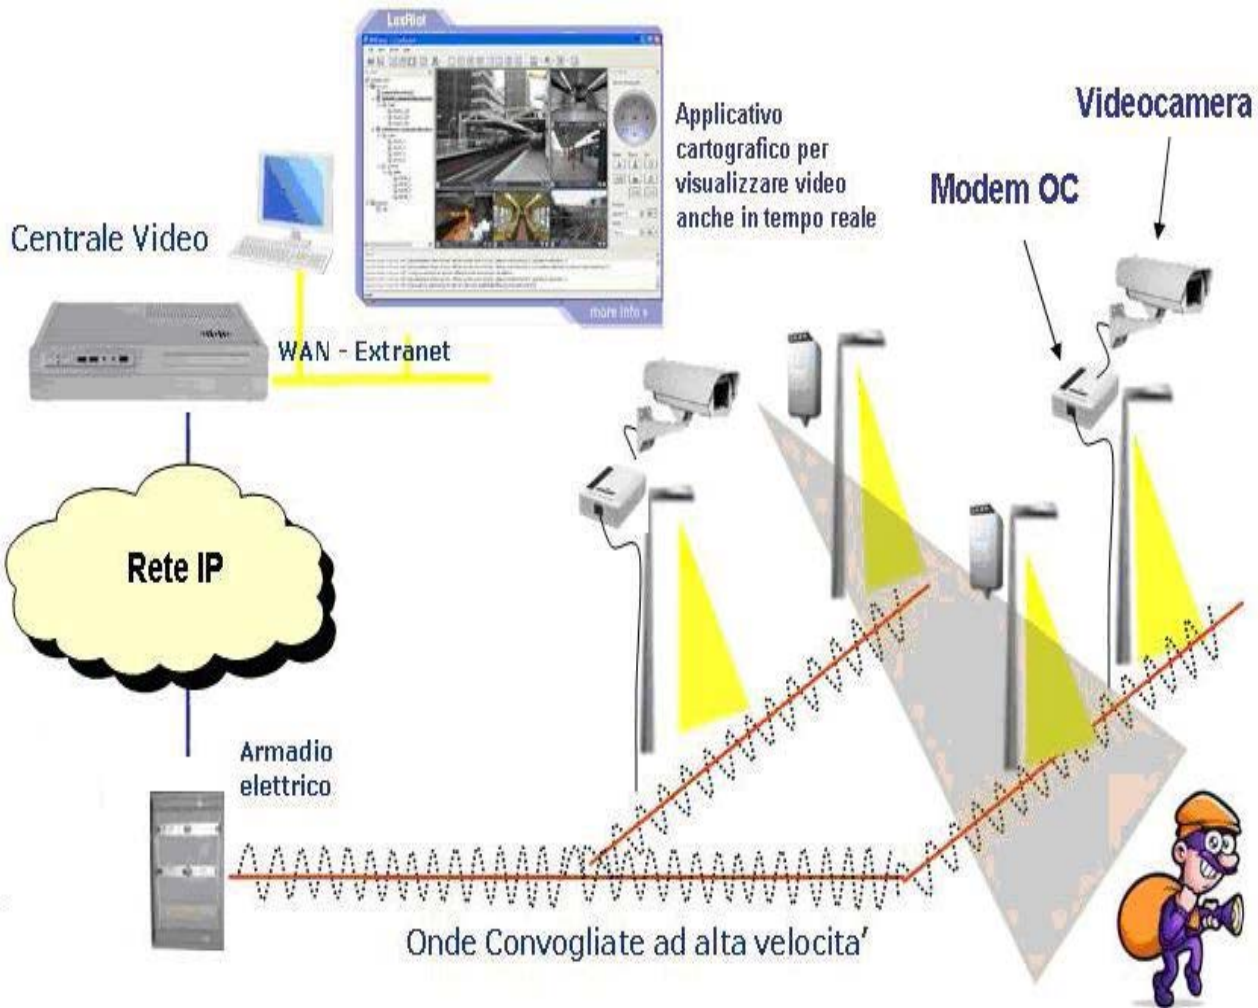 LuxRiot
Applicativo
cartografico per
visualizzare video
anche in tempo reale
more info »
Videocamera
Modem OC
Centrale Video
WAN - Extranet
Rete IP
Armadio
elettrico
Onde Convogliate ad alta velocita'